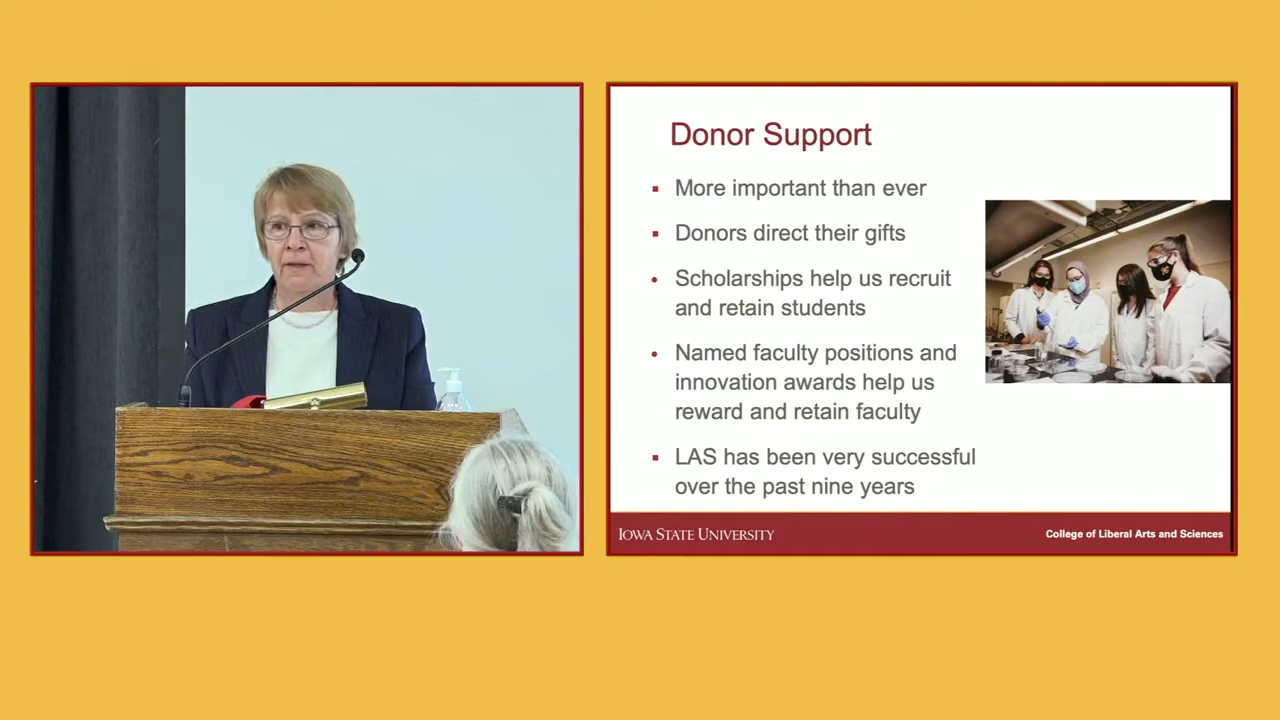 Donor Support
More important than ever
Donors direct their gifts
Scholarships help us recruit
and retain students
Named faculty positions and
innovation awards help us
reward and retain faculty
LAS has been very successful
over the past nine years
IOWA STATE UNIVERSITY
College of Liberal Arts and Sciences